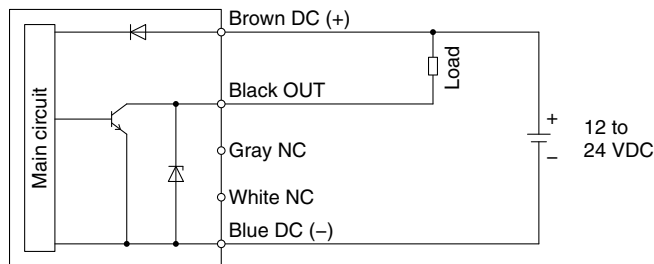 Brown DC (+)
Main circuit
Load
Black OUT
+
12 to
24 VDC
−
Gray NC
White NC
Blue DC (−)